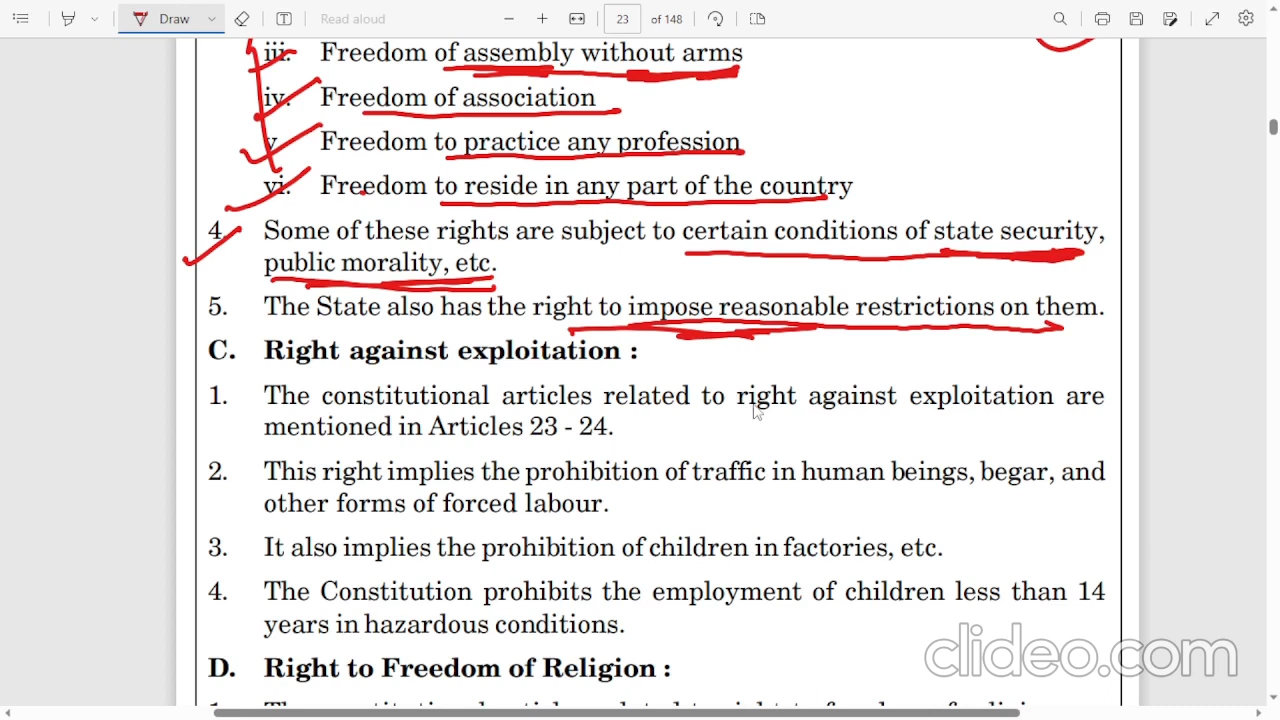 Draw
Read aloud
23 of 148
iii. Freedom of assembly without arms
iv. Freedom of association
v. Freedom to practice any profession
vi. Freedom to reside in any part of the country
4. Some of these rights are subject to certain conditions of state security,
public morality, etc.
5. The State also has the right to impose reasonable restrictions on them.
C. Right against exploitation :
1. The constitutional articles related to right against exploitation are
mentioned in Articles 23 - 24.
2. This right implies the prohibition of traffic in human beings, begar, and
other forms of forced labour.
3. It also implies the prohibition of children in factories, etc.
4. The Constitution prohibits the employment of children less than 14
years in hazardous conditions.
clideo.com
D. Right to Freedom of Religion :